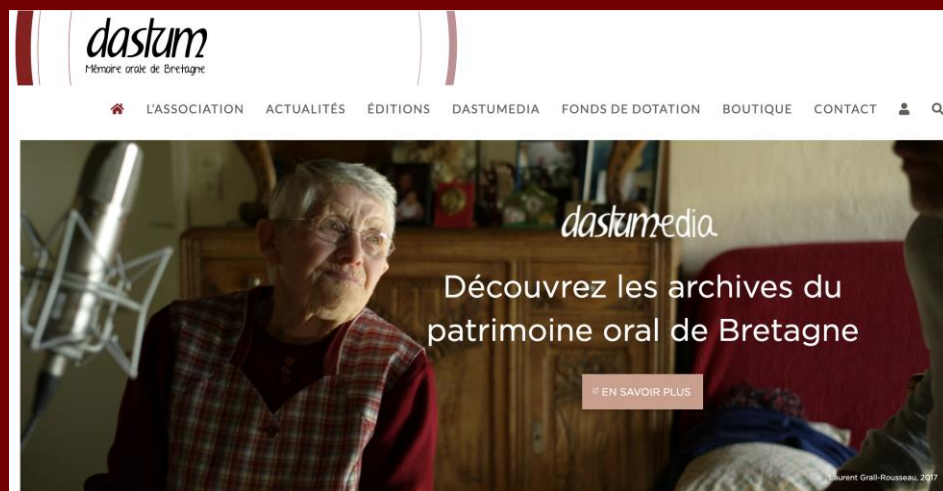 dastum
Mémoire orale de Bretagne
L'ASSOCIATION ACTUALITÉS ÉDITIONS DASTUMEDIA FONDS DE DOTATION BOUTIQUE CONTACT
dastumedia
Découvrez les archives du
patrimoine oral de Bretagne
EN SAVOIR PLUS
Laurent Grall-Rousseau, 2017